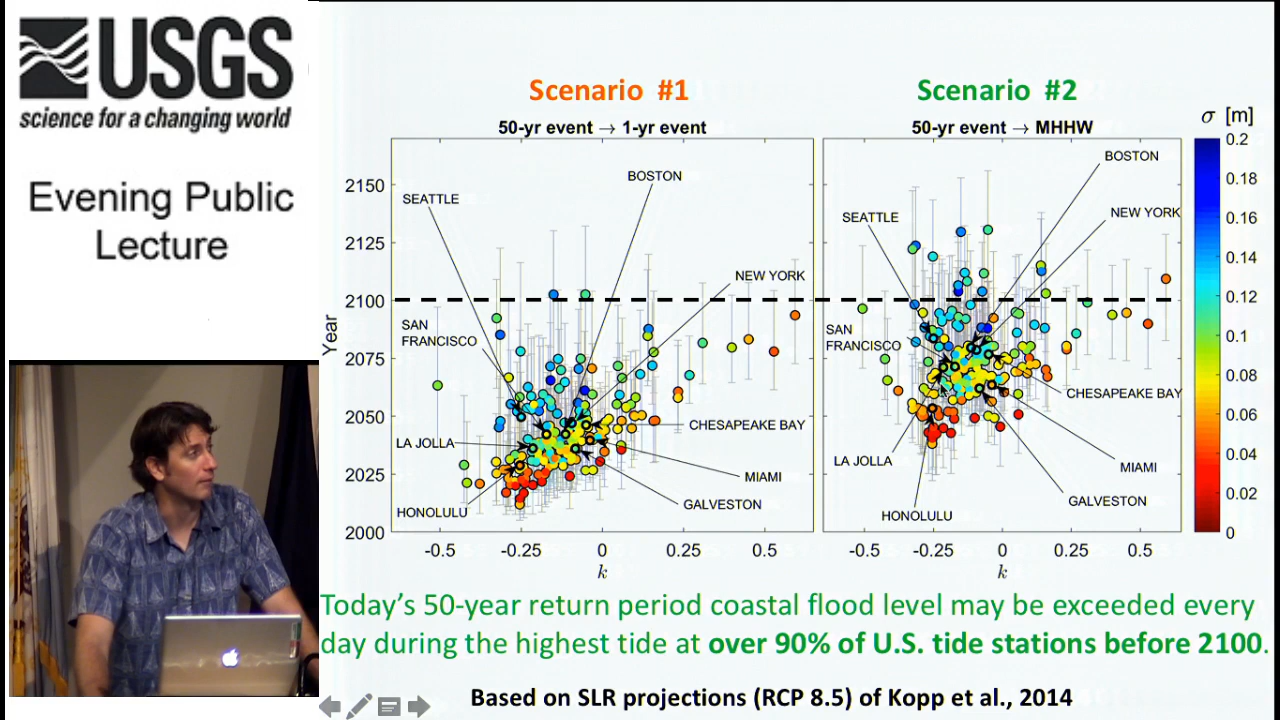 USGS
science for a changing world
Evening Public
Lecture
Scenario #1
50-yr event → 1-yr event
Scenario #2
50-yr event → MHHW
σ [m]
Year
2150
2125
2100
2075
2050
2025
2000
-0.5
-0.25
0
0.25
0.5
k
SEATTLE
BOSTON
NEW YORK
SAN
FRANCISCO
CHESAPEAKE BAY
LA JOLLA
MIAMI
GALVESTON
HONOLULU
-0.5
-0.25
0
0.25
0.5
k
BOSTON
SEATTLE
NEW YORK
SAN
FRANCISCO
CHESAPEAKE BAY
LA JOLLA
MIAMI
GALVESTON
HONOLULU
0.2
0.18
0.16
0.14
0.12
0.1
0.08
0.06
0.04
0.02
0
Today's 50-year return period coastal flood level may be exceeded every
day during the highest tide at over 90% of U.S. tide stations before 2100.
Based on SLR projections (RCP 8.5) of Kopp et al., 2014